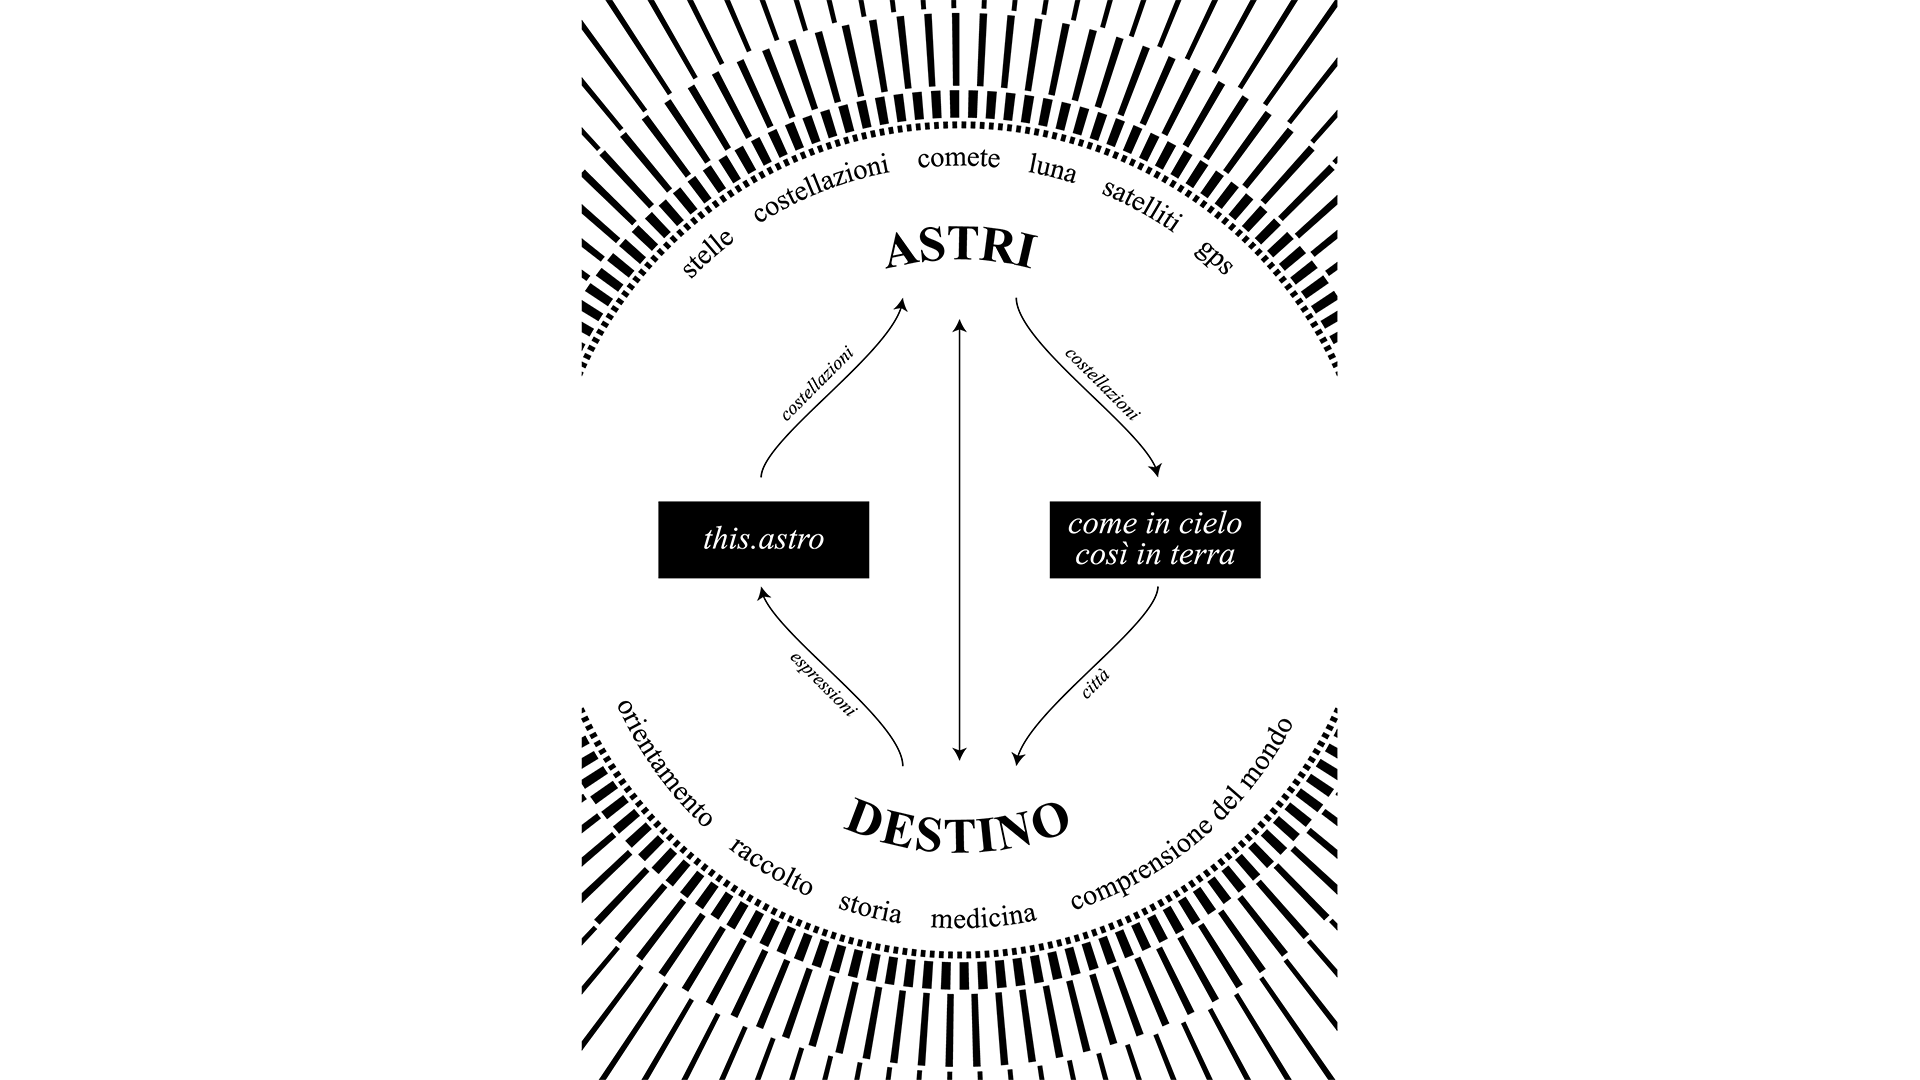 stelle costellazioni comete luna satelliti gps
ASTRI
costellazioni
costellazioni
this.astro
come in cielo
così in terra
espressioni
città
DESTINO
orientamento raccolto storia medicina comprensione del mondo